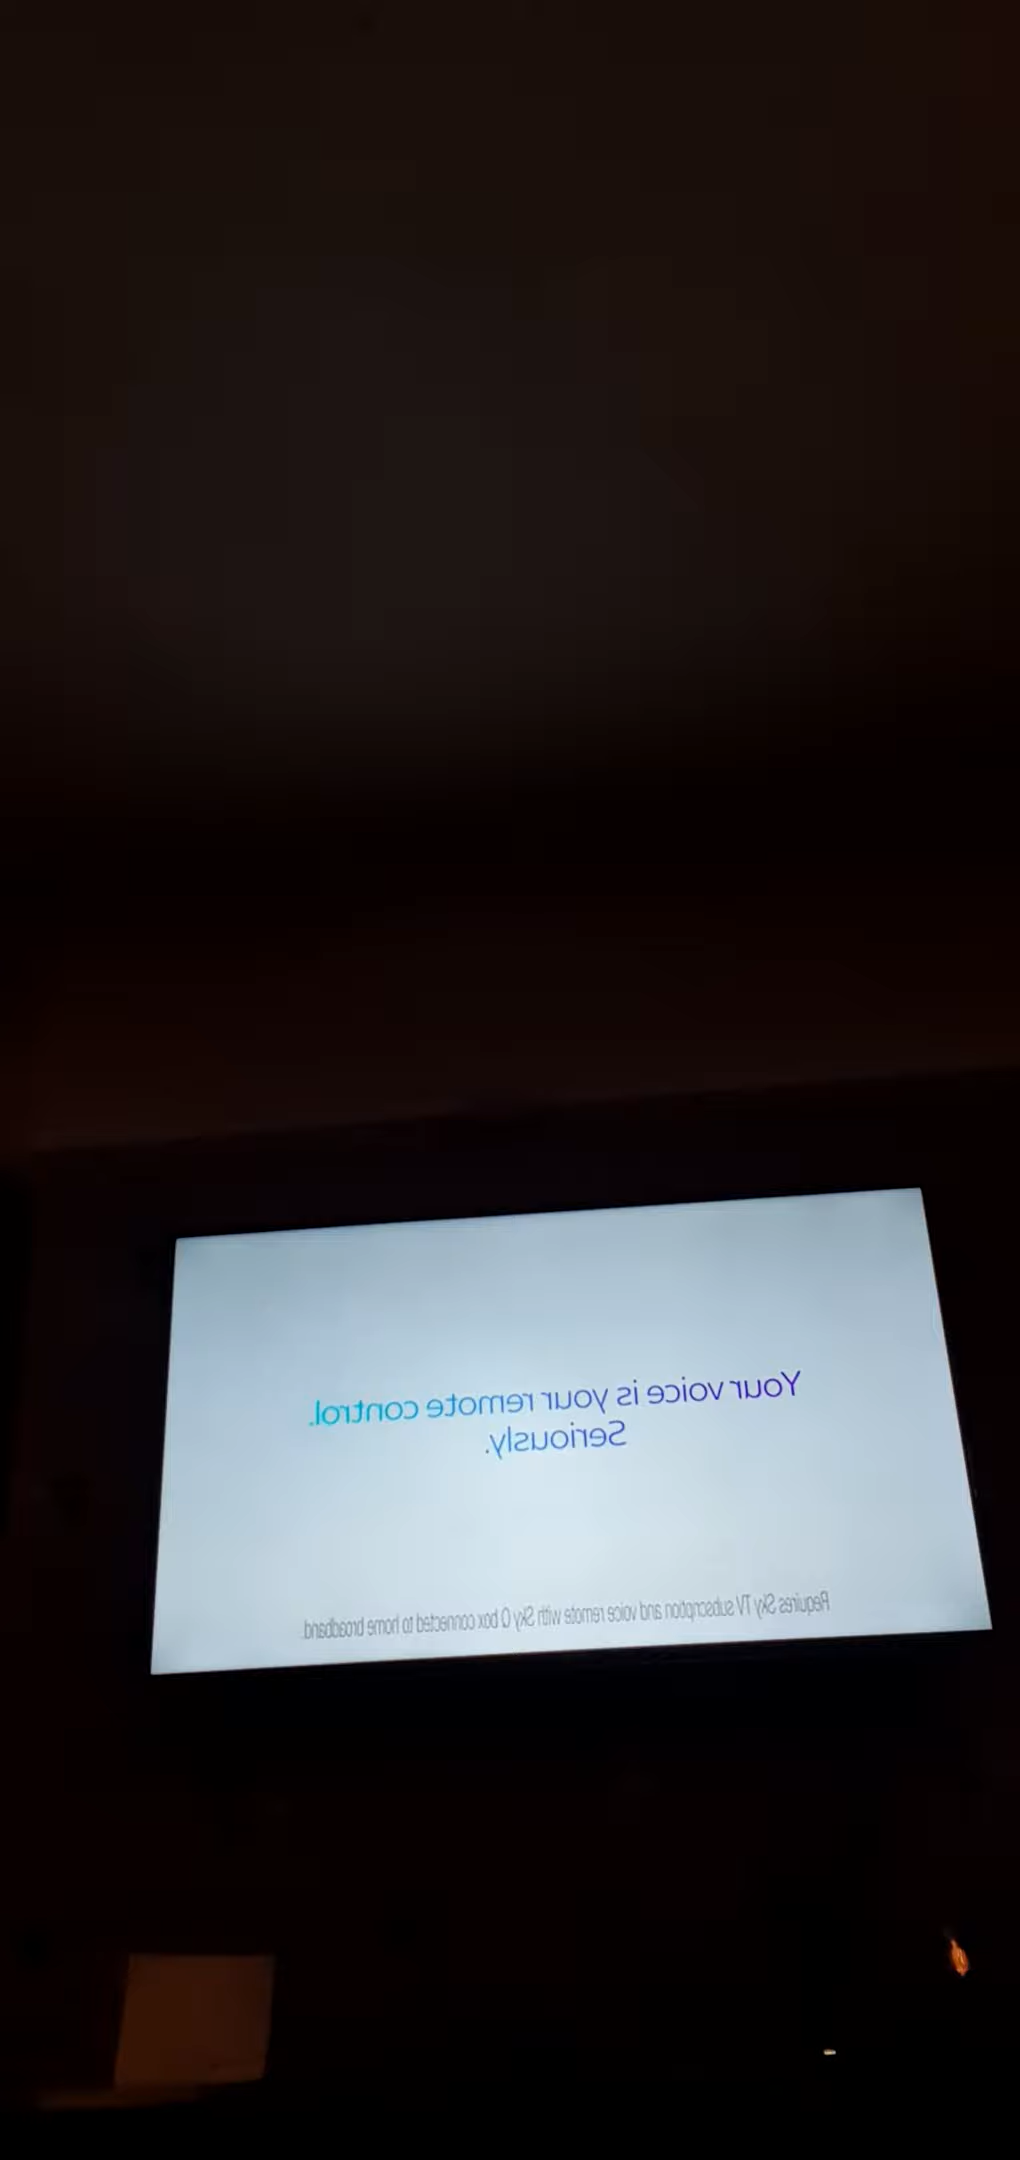 Your voice is your remote control.
Seriously.
Requires Sky TV subscription and voice remote with Sky Q box connected to home broadband.